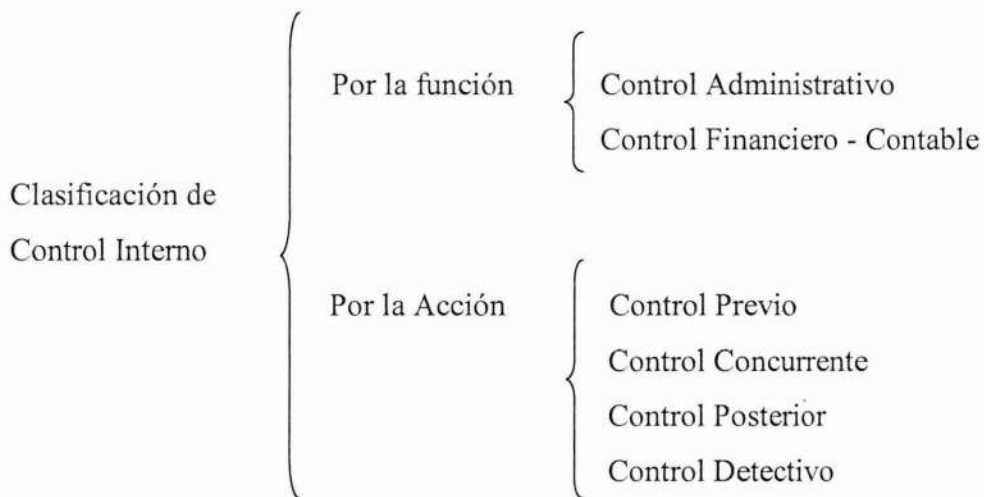 Clasificación de
Control Interno
Por la función
Control Administrativo
Control Financiero - Contable
Por la Acción
Control Previo
Control Concurrente
Control Posterior
Control Detectivo